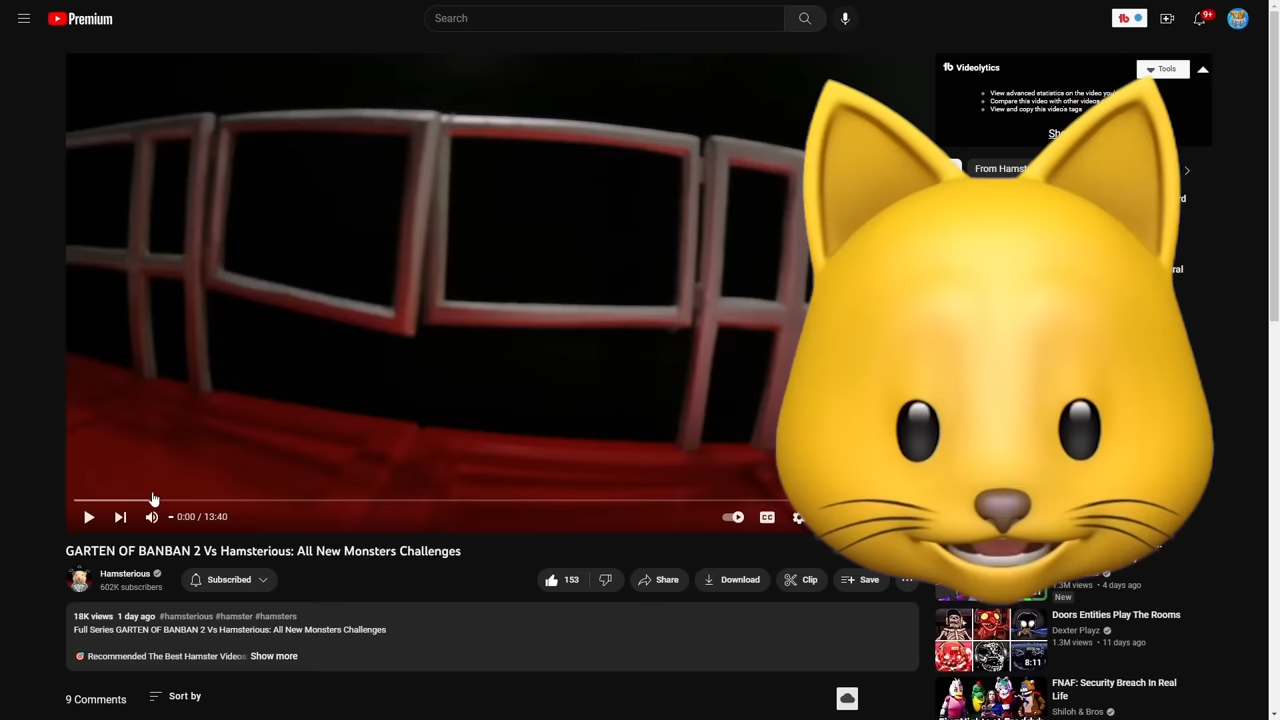 Premium
Search
9+
Videolytics
Tools
View advanced statistics on the video
Compare this video with other videos
View and copy this video's tags
From
0:00 / 13:40
CC
GARTEN OF BANBAN 2 Vs Hamsterious: All New Monsters Challenges
Hamsterious
602K subscribers
Subscribed
153
Share
Download
Clip
Save
18K views 1 day ago #hamsterious #hamster #hamsters
Full Series GARTEN OF BANBAN 2 Vs Hamsterious: All New Monsters Challenges
Recommended The Best Hamster Videos Show more
9 Comments
Sort by
1.3M views • 4 days ago
New
Doors Entities Play The Rooms
Dexter Playz
1.3M views • 11 days ago
8:11
FNAF: Security Breach In Real
Life
Shiloh & Bros